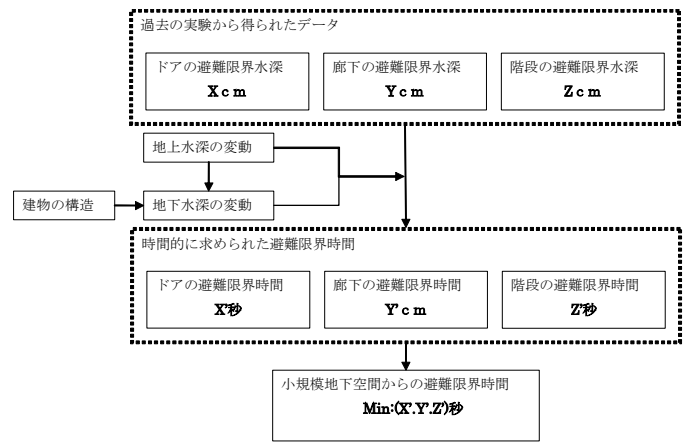 過去の実験から得られたデータ
ドアの避難限界水深
Xcm
廊下の避難限界水深
Ycm
階段の避難限界水深
Zcm
地上水深の変動
建物の構造
地下水深の変動
時間的に求められた避難限界時間
ドアの避難限界時間
X'秒
廊下の避難限界時間
Y'cm
階段の避難限界時間
Z'秒
小規模地下空間からの避難限界時間
Min:(X'.Y'.Z')秒